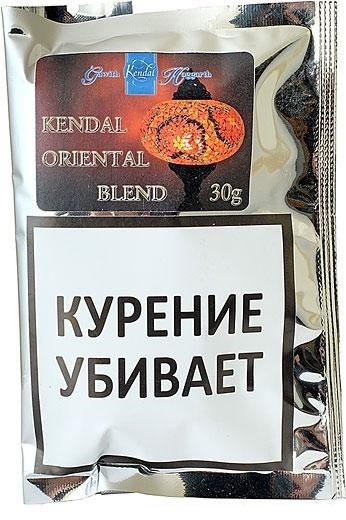 Gawith Kendal Hoggarth
KENDAL
ORIENTAL
BLEND 30g
КУРЕНИЕ
УБИВАЕТ